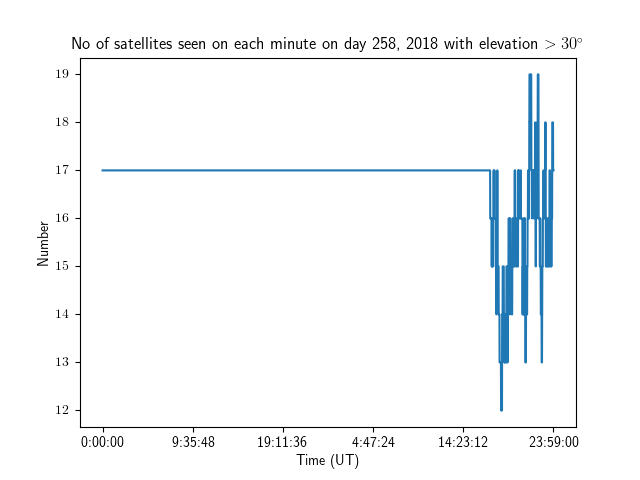 No of satellites seen on each minute on day 258, 2018 with elevation > 30°
19
18
17
16
15
14
13
12
Number
0:00:00 9:35:48 19:11:36 4:47:24 14:23:12 23:59:00
Time (UT)